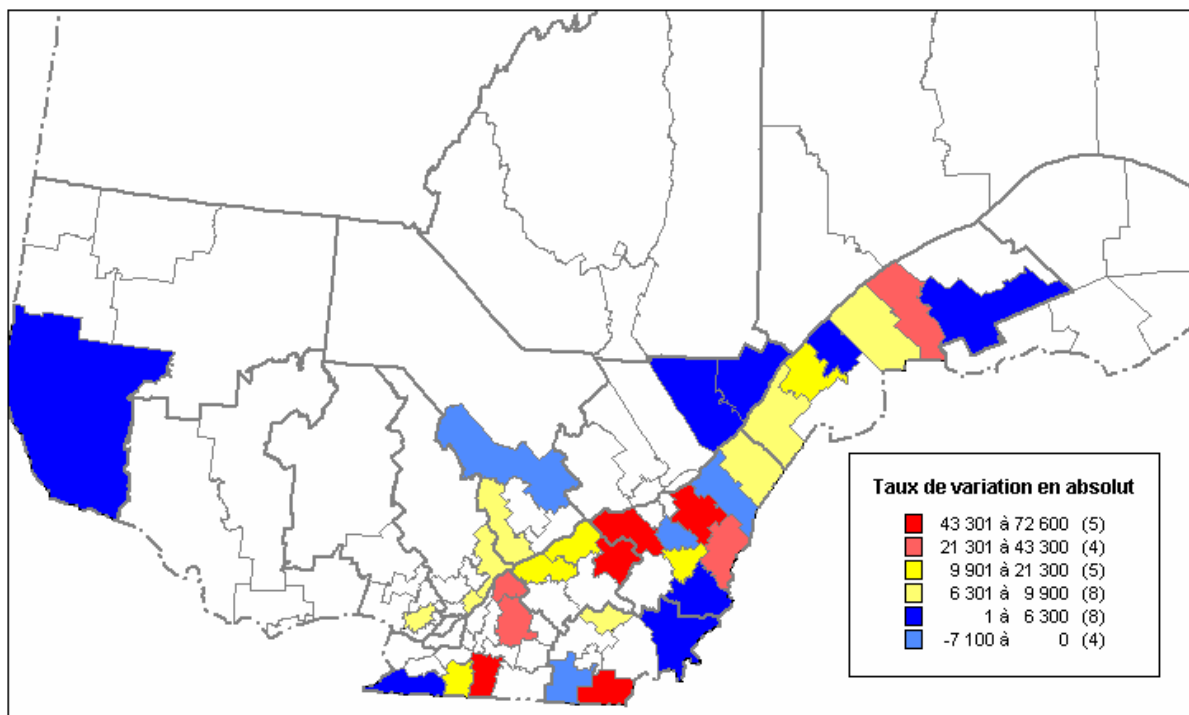 Taux de variation en absolut
43 301 à 72 600 (5)
21 301 à 43 300 (4)
9 901 à 21 300 (5)
6 301 à 9 900 (8)
1 à 6 300 (8)
-7 100 à 0 (4)